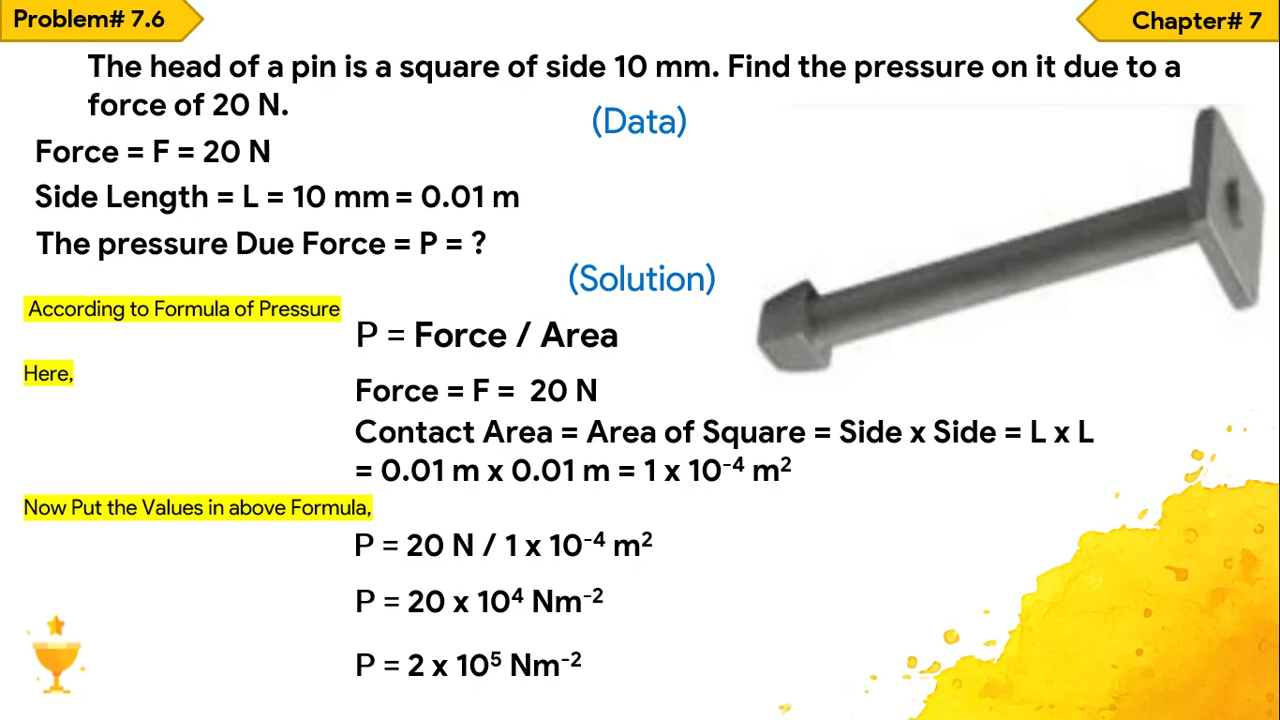 Problem# 7.6
Chapter# 7
The head of a pin is a square of side 10 mm. Find the pressure on it due to a
force of 20 N.
(Data)
Force = F = 20 N
Side Length = L = 10 mm = 0.01 m
The pressure Due Force = P = ?
(Solution)
According to Formula of Pressure
P = Force / Area
Here,
Force = F = 20 N
Contact Area = Area of Square = Side x Side = L x L
= 0.01 m x 0.01 m = 1 x 10⁻⁴ m²
Now Put the Values in above Formula,
P = 20 N / 1 x 10⁻⁴ m²
P = 20 x 10⁴ Nm⁻²
P = 2 x 10⁵ Nm⁻²